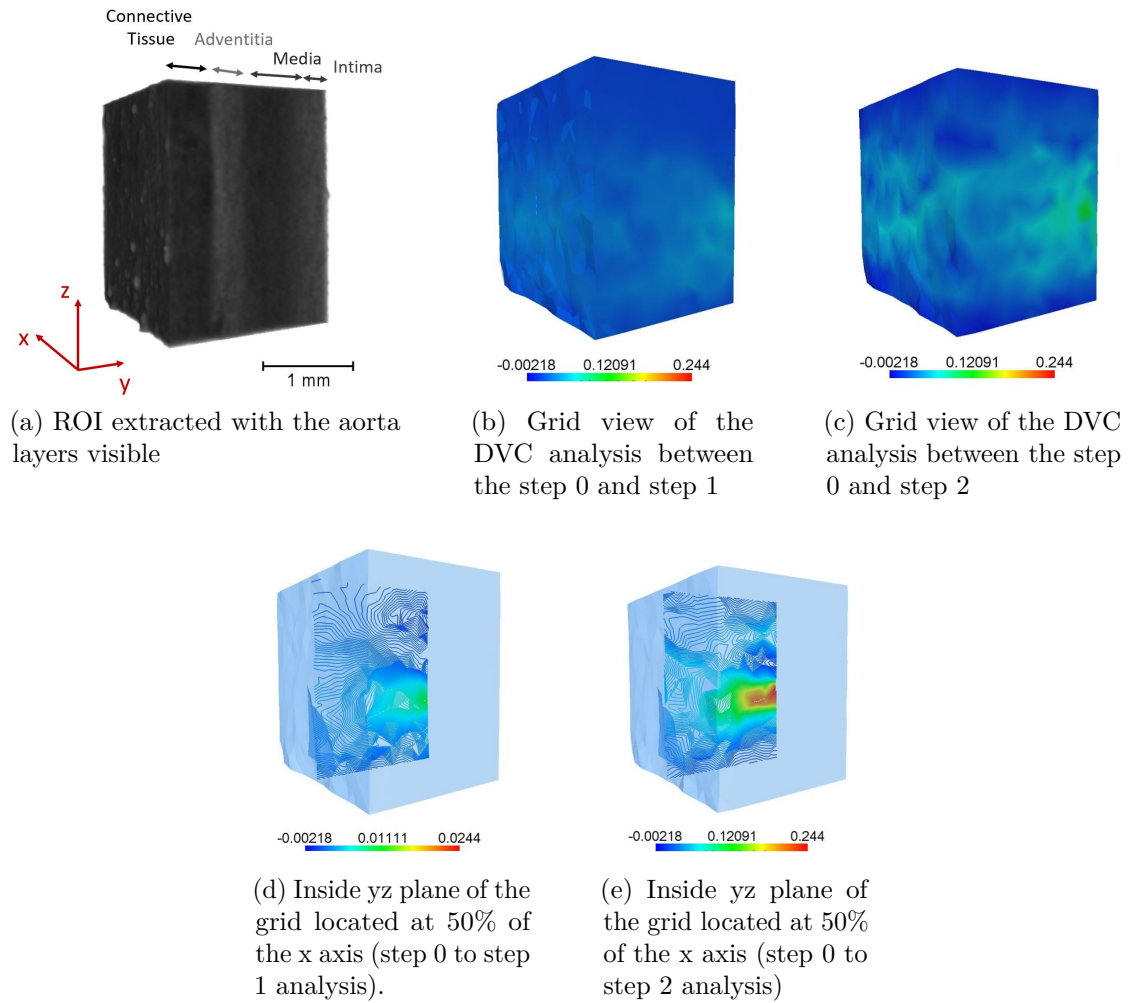 Connective
Tissue
Adventitia
Media
Intima
z
x
y
1 mm
-0.00218 0.12091 0.244
-0.00218 0.12091 0.244
(a) ROI extracted with the aorta
layers visible
(b) Grid view of the
DVC analysis between
the step 0 and step 1
(c) Grid view of the DVC
analysis between the step
0 and step 2
-0.00218 0.01111 0.0244
-0.00218 0.12091 0.244
(d) Inside yz plane of the
grid located at 50% of
the x axis (step 0 to step
1 analysis).
(e) Inside yz plane of
the grid located at 50%
of the x axis (step 0 to
step 2 analysis)